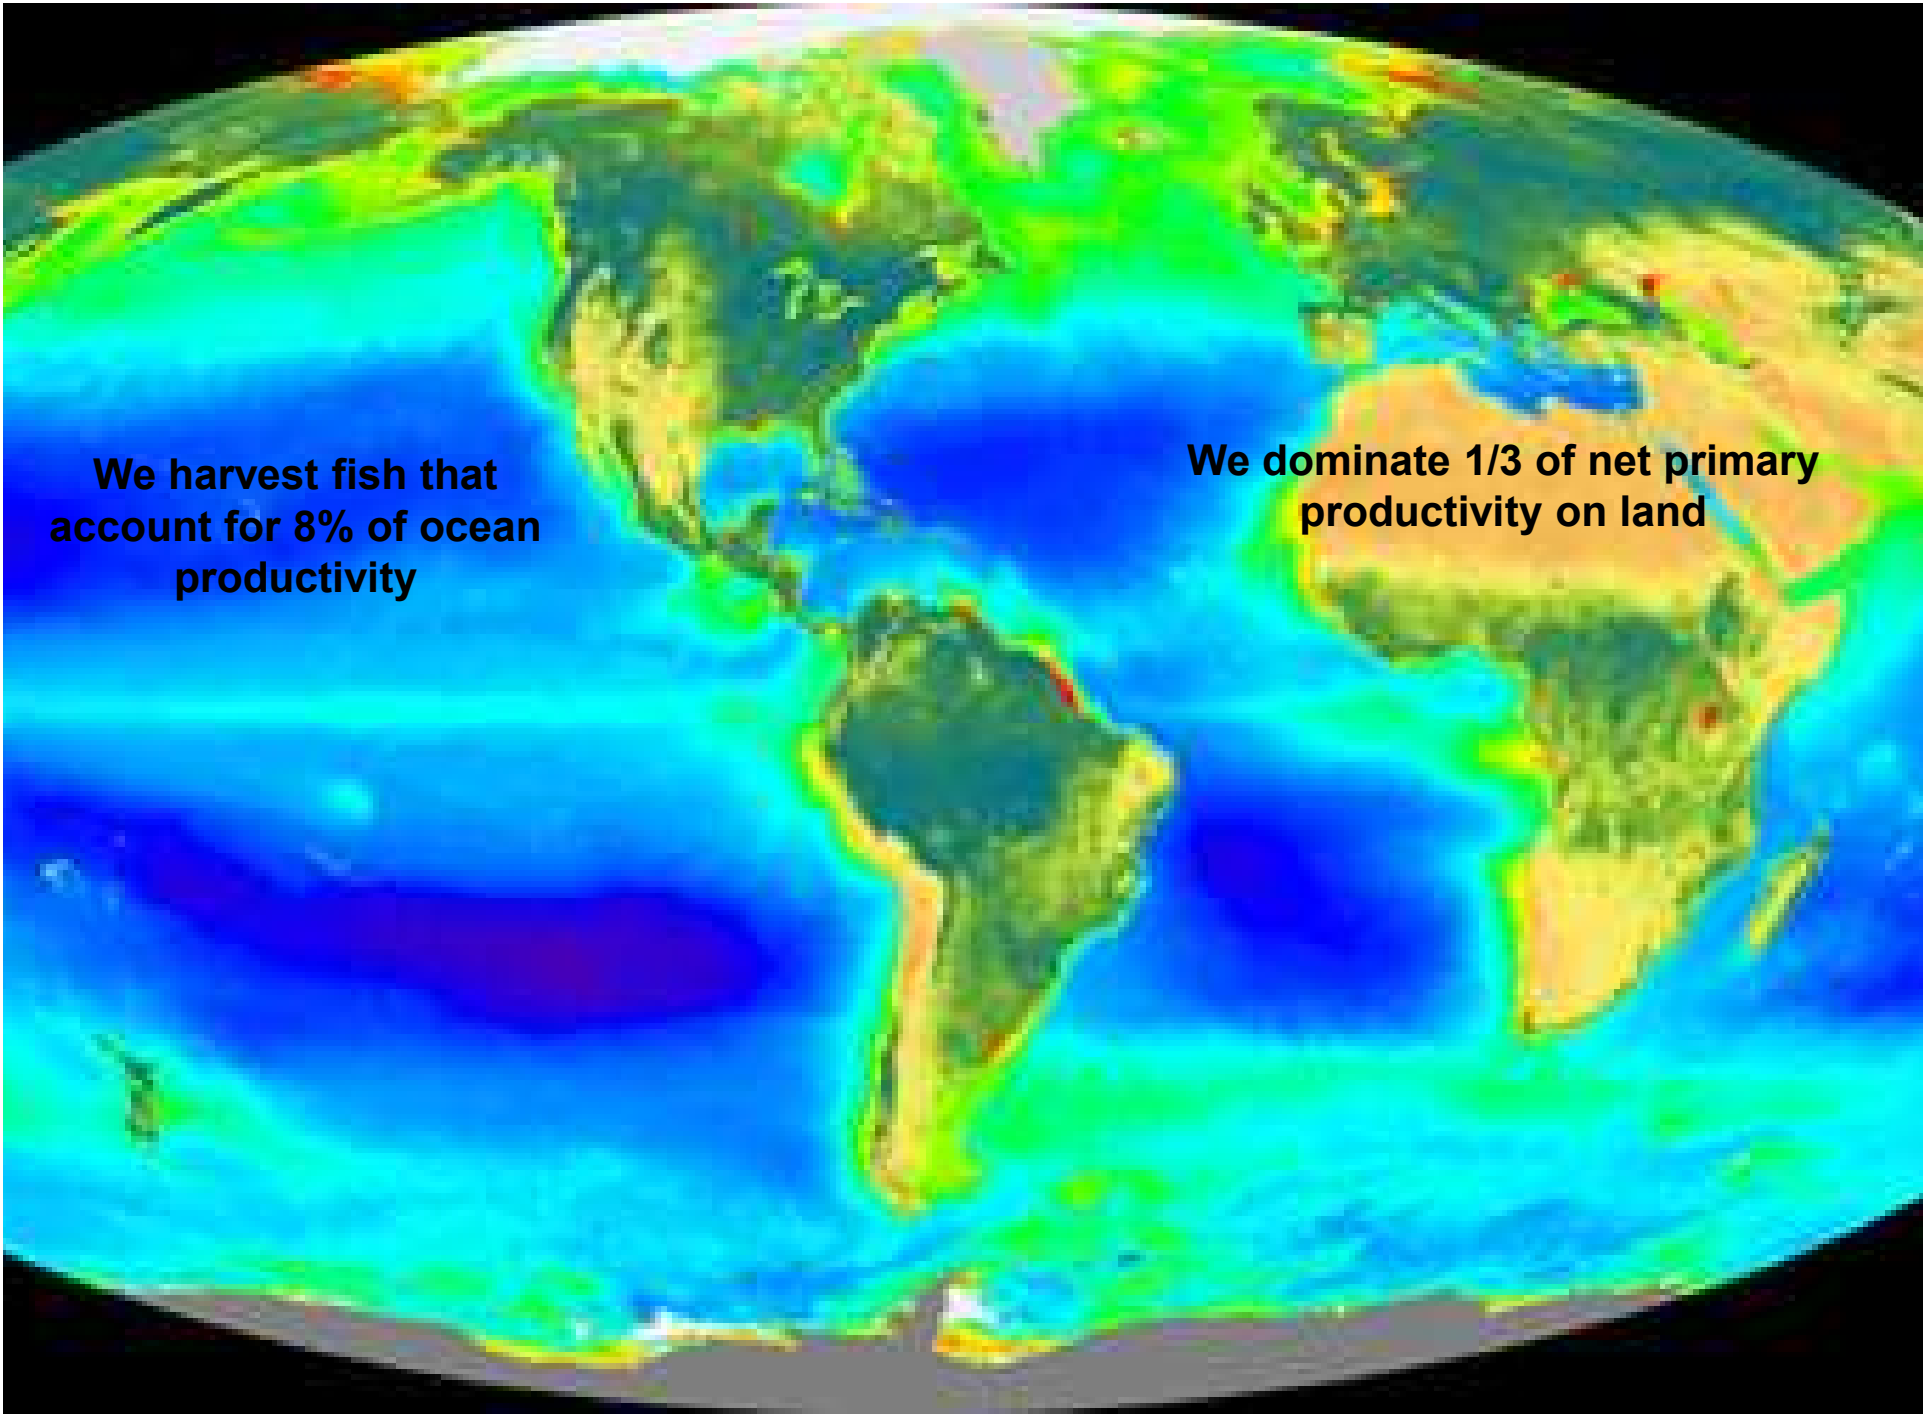 We harvest fish that
account for 8% of ocean
productivity
We dominate 1/3 of net primary
productivity on land